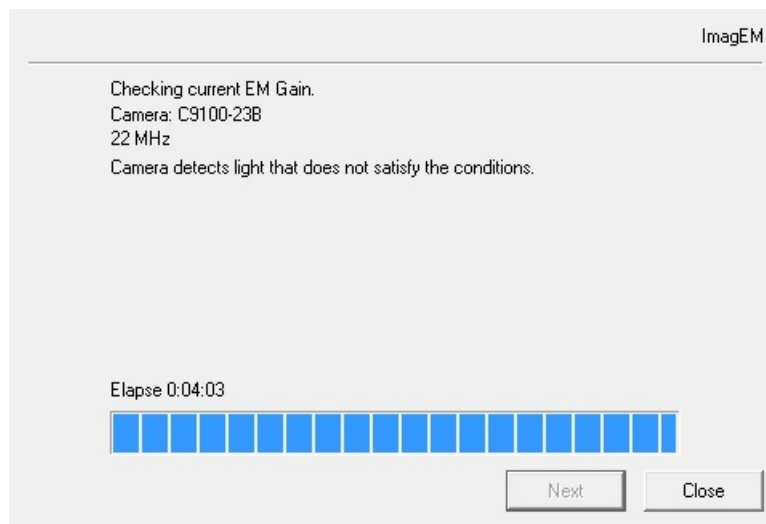 ImagEM
Checking current EM Gain.
Camera: C9100-23B
22 MHz
Camera detects light that does not satisfy the conditions.
Elapse 0:04:03
Next
Close